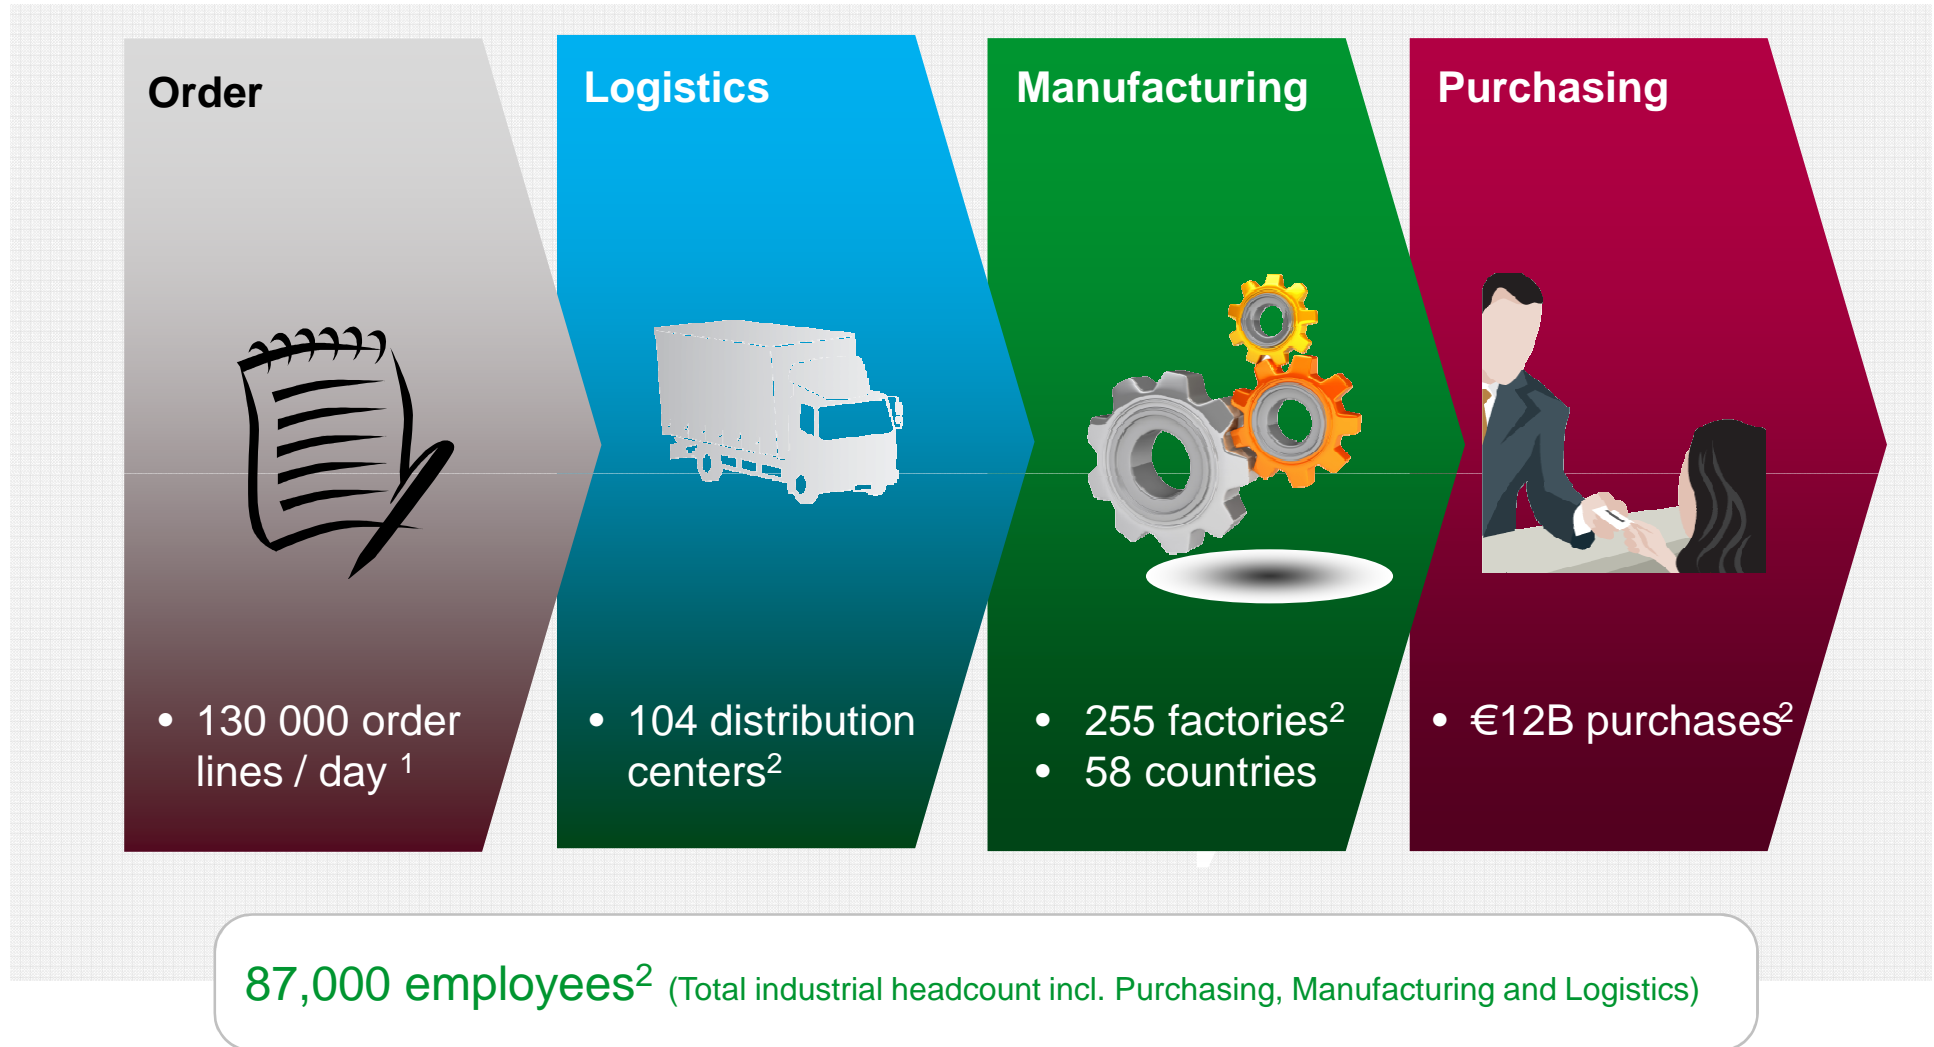 Order
• 130 000 order
lines / day ¹
Logistics
• 104 distribution
centers²
Manufacturing
• 255 factories²
• 58 countries
Purchasing
• €12B purchases²
87,000 employees² (Total industrial headcount incl. Purchasing, Manufacturing and Logistics)